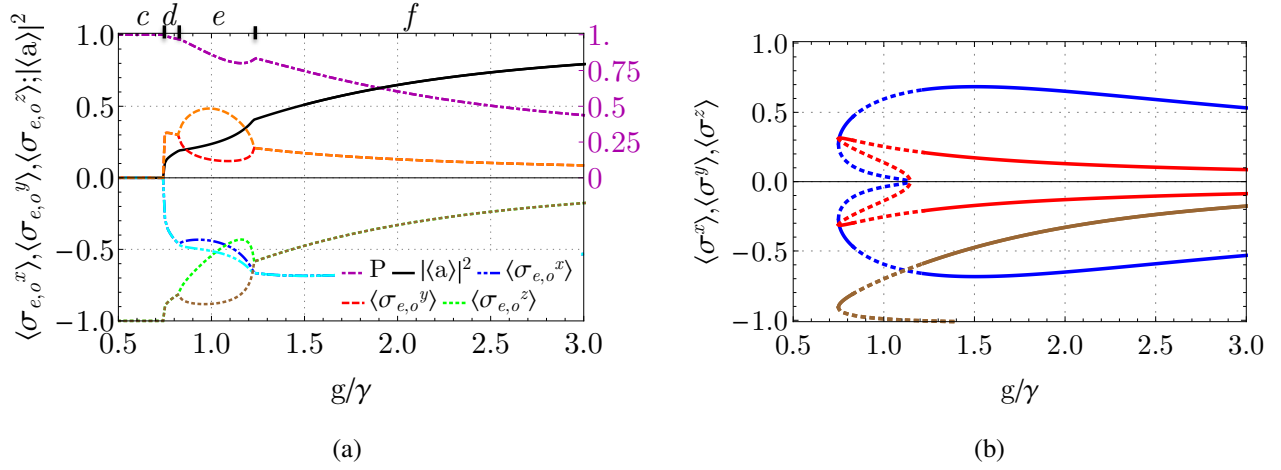 c d e f
⟨σ_{e,o}^x⟩,⟨σ_{e,o}^y⟩,⟨σ_{e,o}^z⟩;|⟨a⟩|²
1.0
0.5
0.0
−0.5
−1.0
1.
0.75
0.5
0.25
0
P |⟨a⟩|² ⟨σ_{e,o}^x⟩
⟨σ_{e,o}^y⟩ ⟨σ_{e,o}^z⟩
0.5 1.0 1.5 2.0 2.5 3.0
g/γ
(a)
⟨σ^x⟩,⟨σ^y⟩,⟨σ^z⟩
1.0
0.5
0.0
−0.5
−1.0
0.5 1.0 1.5 2.0 2.5 3.0
g/γ
(b)